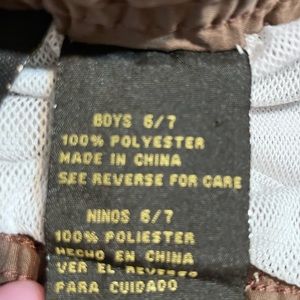 BOYS 6/7
100% POLYESTER
MADE IN CHINA
SEE REVERSE FOR CARE
NINOS 6/7
100% POLIESTER
HECHO EN CHINA
VER EL REVERSO
PARA CUIDADO